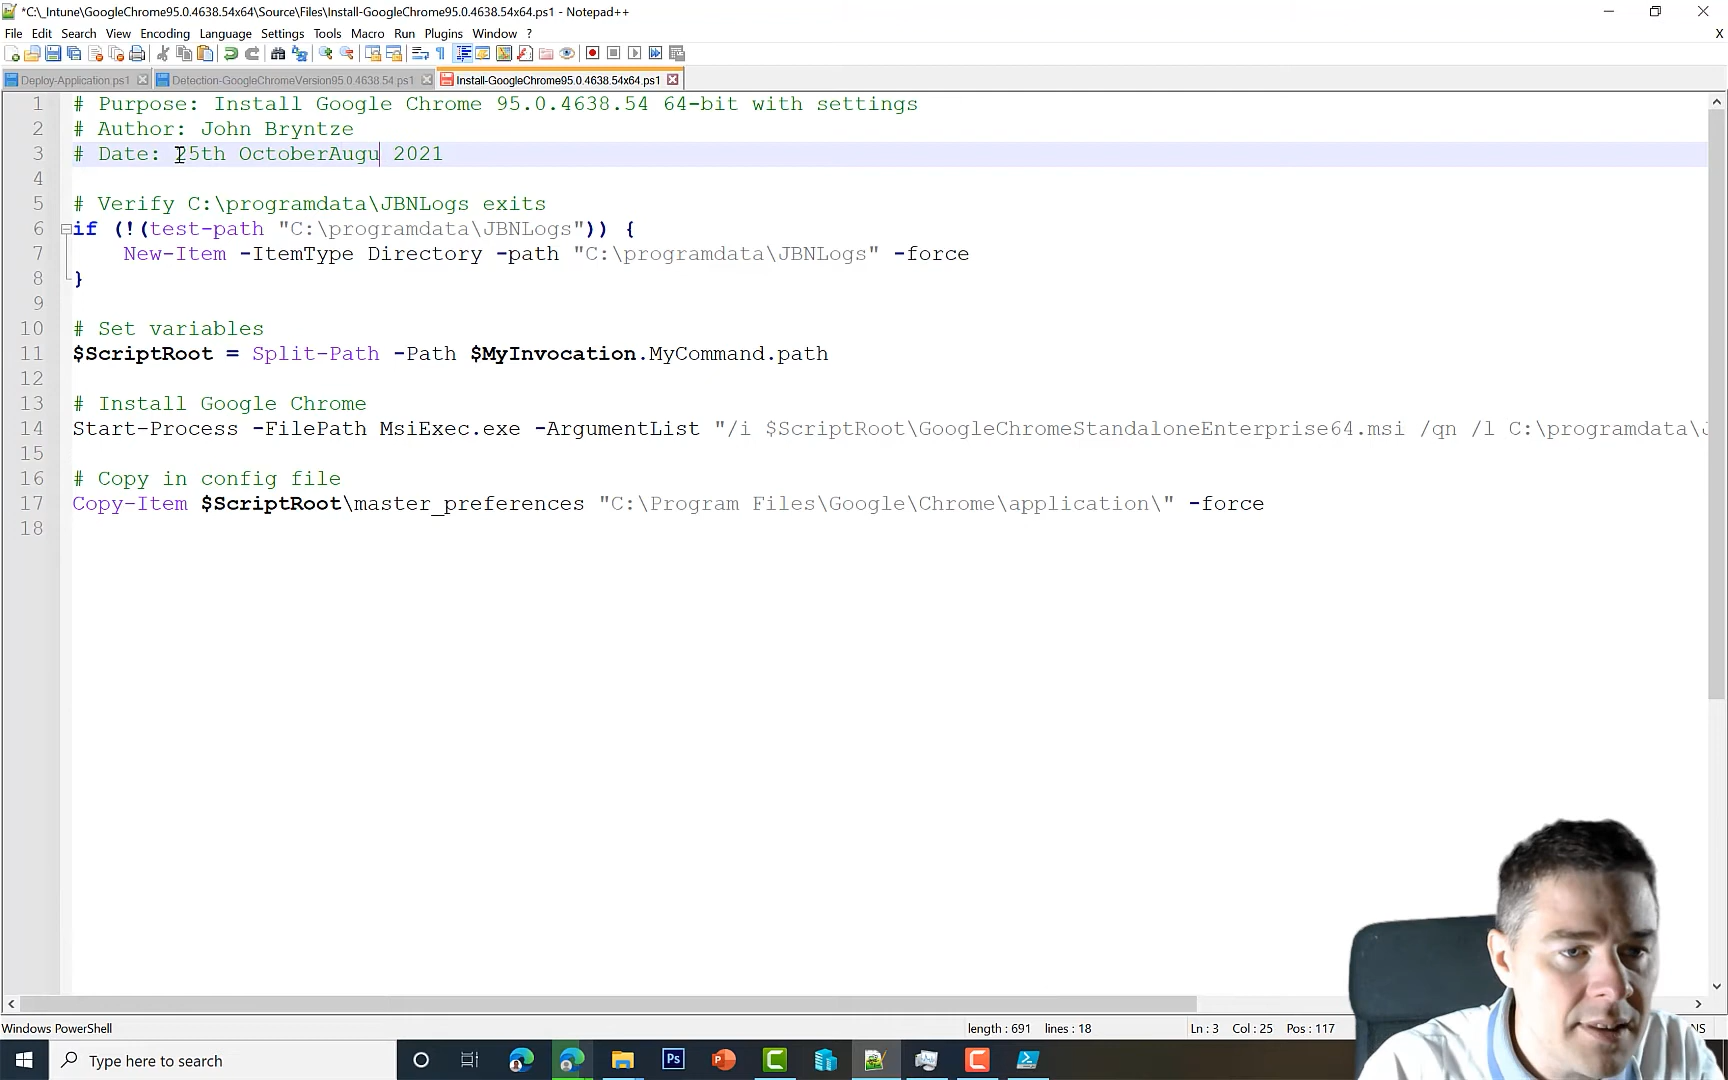 *C:\_Intune\GoogleChrome95.0.4638.54x64\Source\Files\Install-GoogleChrome95.0.4638.54x64.ps1 - Notepad++
File Edit Search View Encoding Language Settings Tools Macro Run Plugins Window ? X
Deploy-Application.ps1 Detection-GoogleChromeVersion95.0.4638.54.ps1 Install-GoogleChrome95.0.4638.54x64.ps1
1 # Purpose: Install Google Chrome 95.0.4638.54 64-bit with settings
2 # Author: John Bryntze
3 # Date: 25th OctoberAugu 2021
4
5 # Verify C:\programdata\JBNLogs exits
6 if (!(test-path "C:\programdata\JBNLogs")) {
7 New-Item -ItemType Directory -path "C:\programdata\JBNLogs" -force
8 }
9
10 # Set variables
11 $ScriptRoot = Split-Path -Path $MyInvocation.MyCommand.path
12
13 # Install Google Chrome
14 Start-Process -FilePath MsiExec.exe -ArgumentList "/i $ScriptRoot\GoogleChromeStandaloneEnterprise64.msi /qn /l C:\programdata\J
15
16 # Copy in config file
17 Copy-Item $ScriptRoot\master_preferences "C:\Program Files\Google\Chrome\application\" -force
18
Windows PowerShell length : 691 lines : 18 Ln : 3 Col : 25 Pos : 117 NS
Type here to search